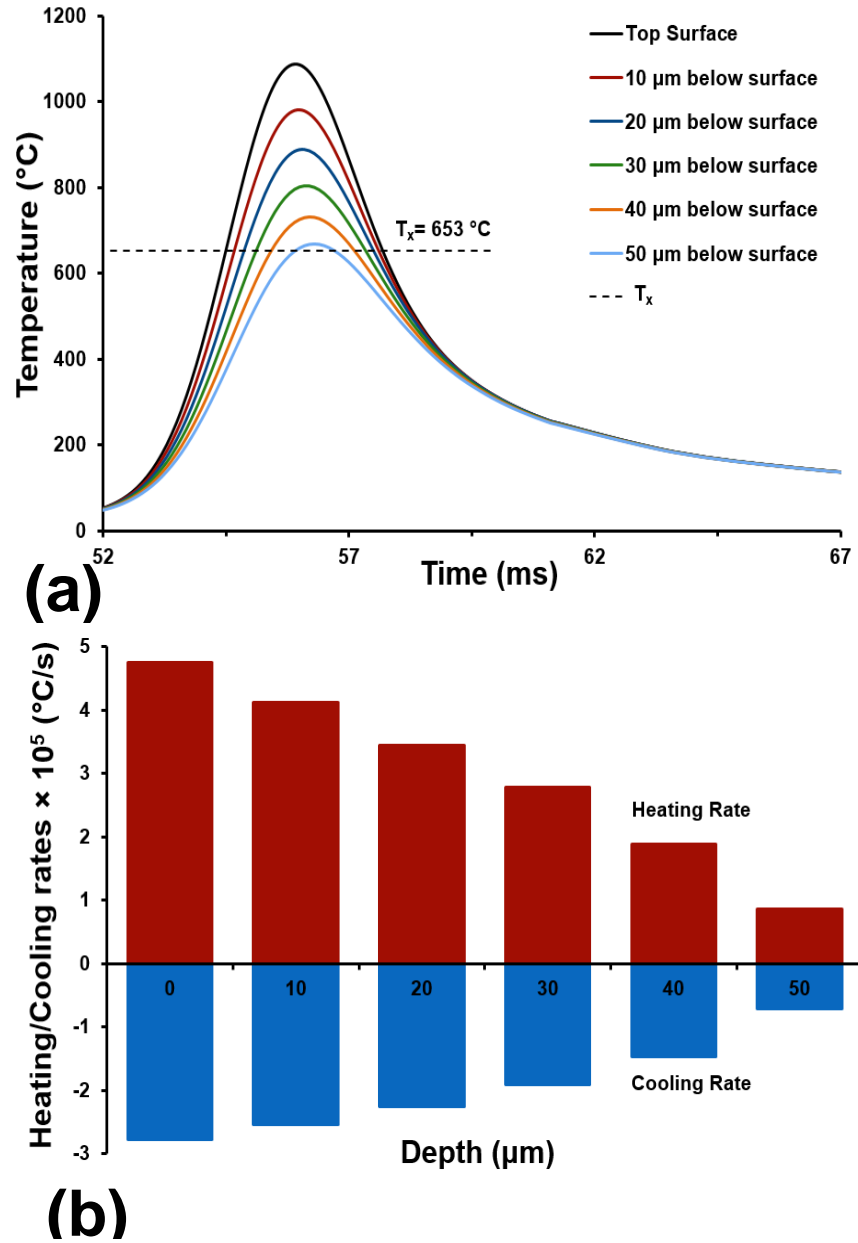 1200
1000
800
600
400
200
0
Temperature (°C)
Top Surface
10 µm below surface
20 µm below surface
30 µm below surface
40 µm below surface
50 µm below surface
Tₓ
Tₓ= 653 °C
52 57 62 67
Time (ms)
(a)
5
4
3
2
1
0
-1
-2
-3
Heating/Cooling rates × 10⁵ (°C/s)
Heating Rate
0 10 20 30 40 50
Cooling Rate
Depth (µm)
(b)